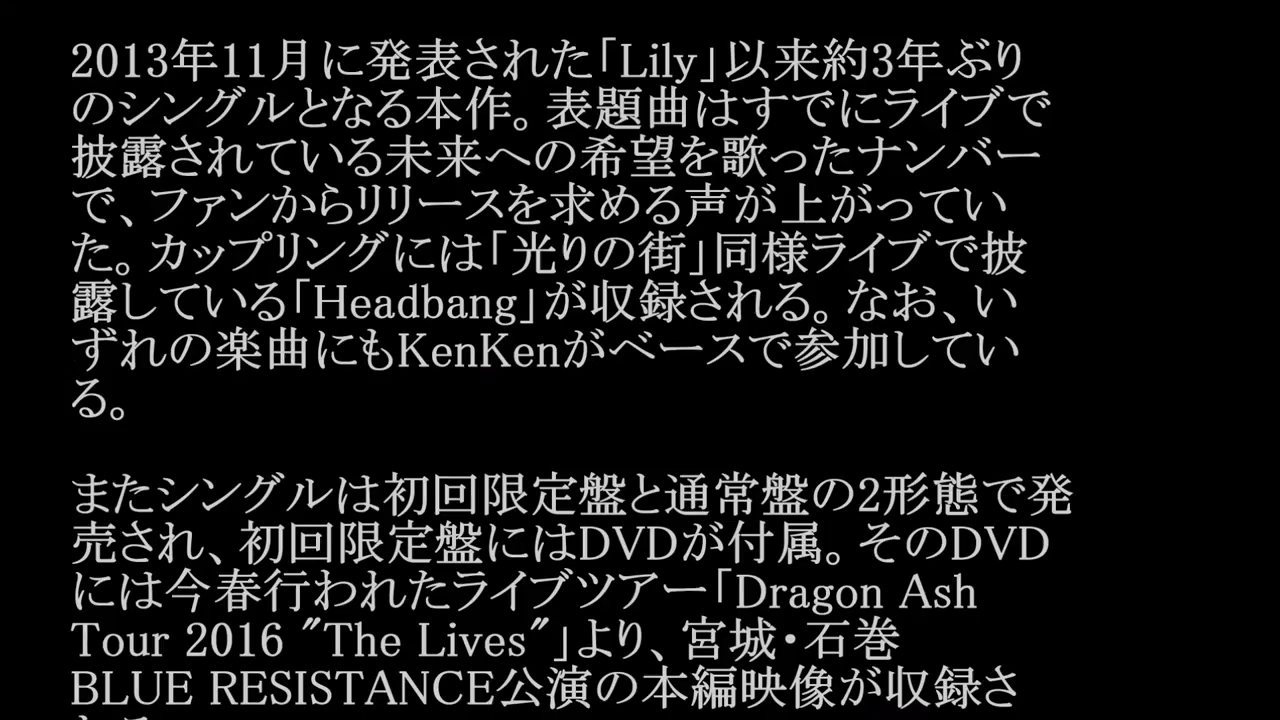 2013年11月に発表された「Lily」以来約3年ぶり
のシングルとなる本作。表題曲はすでにライブで
披露されている未来への希望を歌ったナンバー
で、ファンからリリースを求める声が上がってい
た。カップリングには「光りの街」同様ライブで披
露している「Headbang」が収録される。なお、い
ずれの楽曲にもKenKenがベースで参加してい
る。
またシングルは初回限定盤と通常盤の2形態で発
売され、初回限定盤にはDVDが付属。そのDVD
には今春行われたライブツアー「Dragon Ash
Tour 2016 "The Lives"」より、宮城・石巻
BLUE RESISTANCE公演の本編映像が収録さ